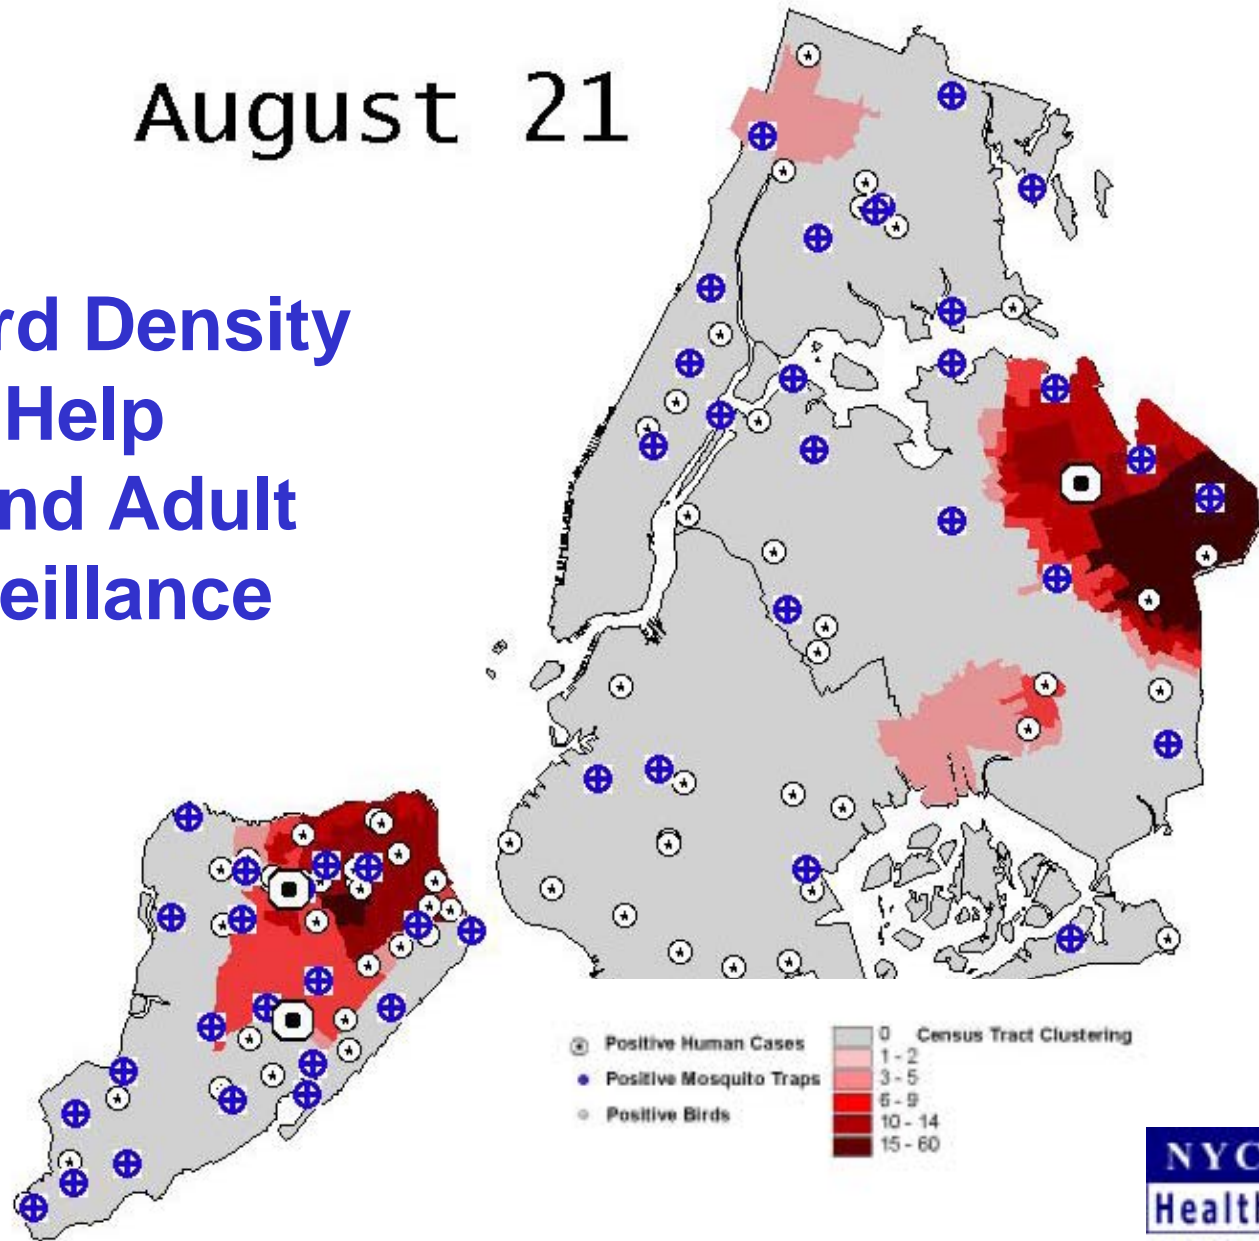 August 21
rd Density
Help
nd Adult
eillance
Positive Human Cases
Positive Mosquito Traps
Positive Birds
0 Census Tract Clustering
1 - 2
3 - 5
6 - 9
10 - 14
15 - 60
NYC
Health